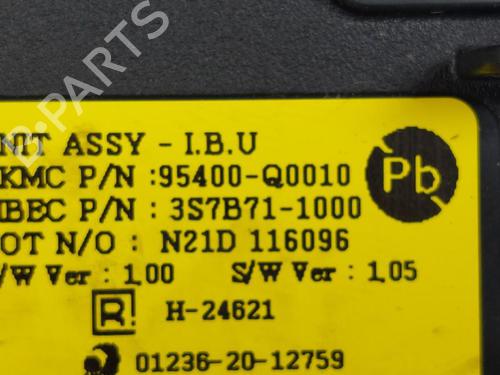 NIT ASSY - I.B.U
KMC P/N :95400-Q0010
IBEC P/N : 3S7B71-1000
OT N/O : N21D 116096
/W Ver : 1.00 S/W Ver : 1.05
R H-24621
01236-20-12759
Pb
B-PARTS